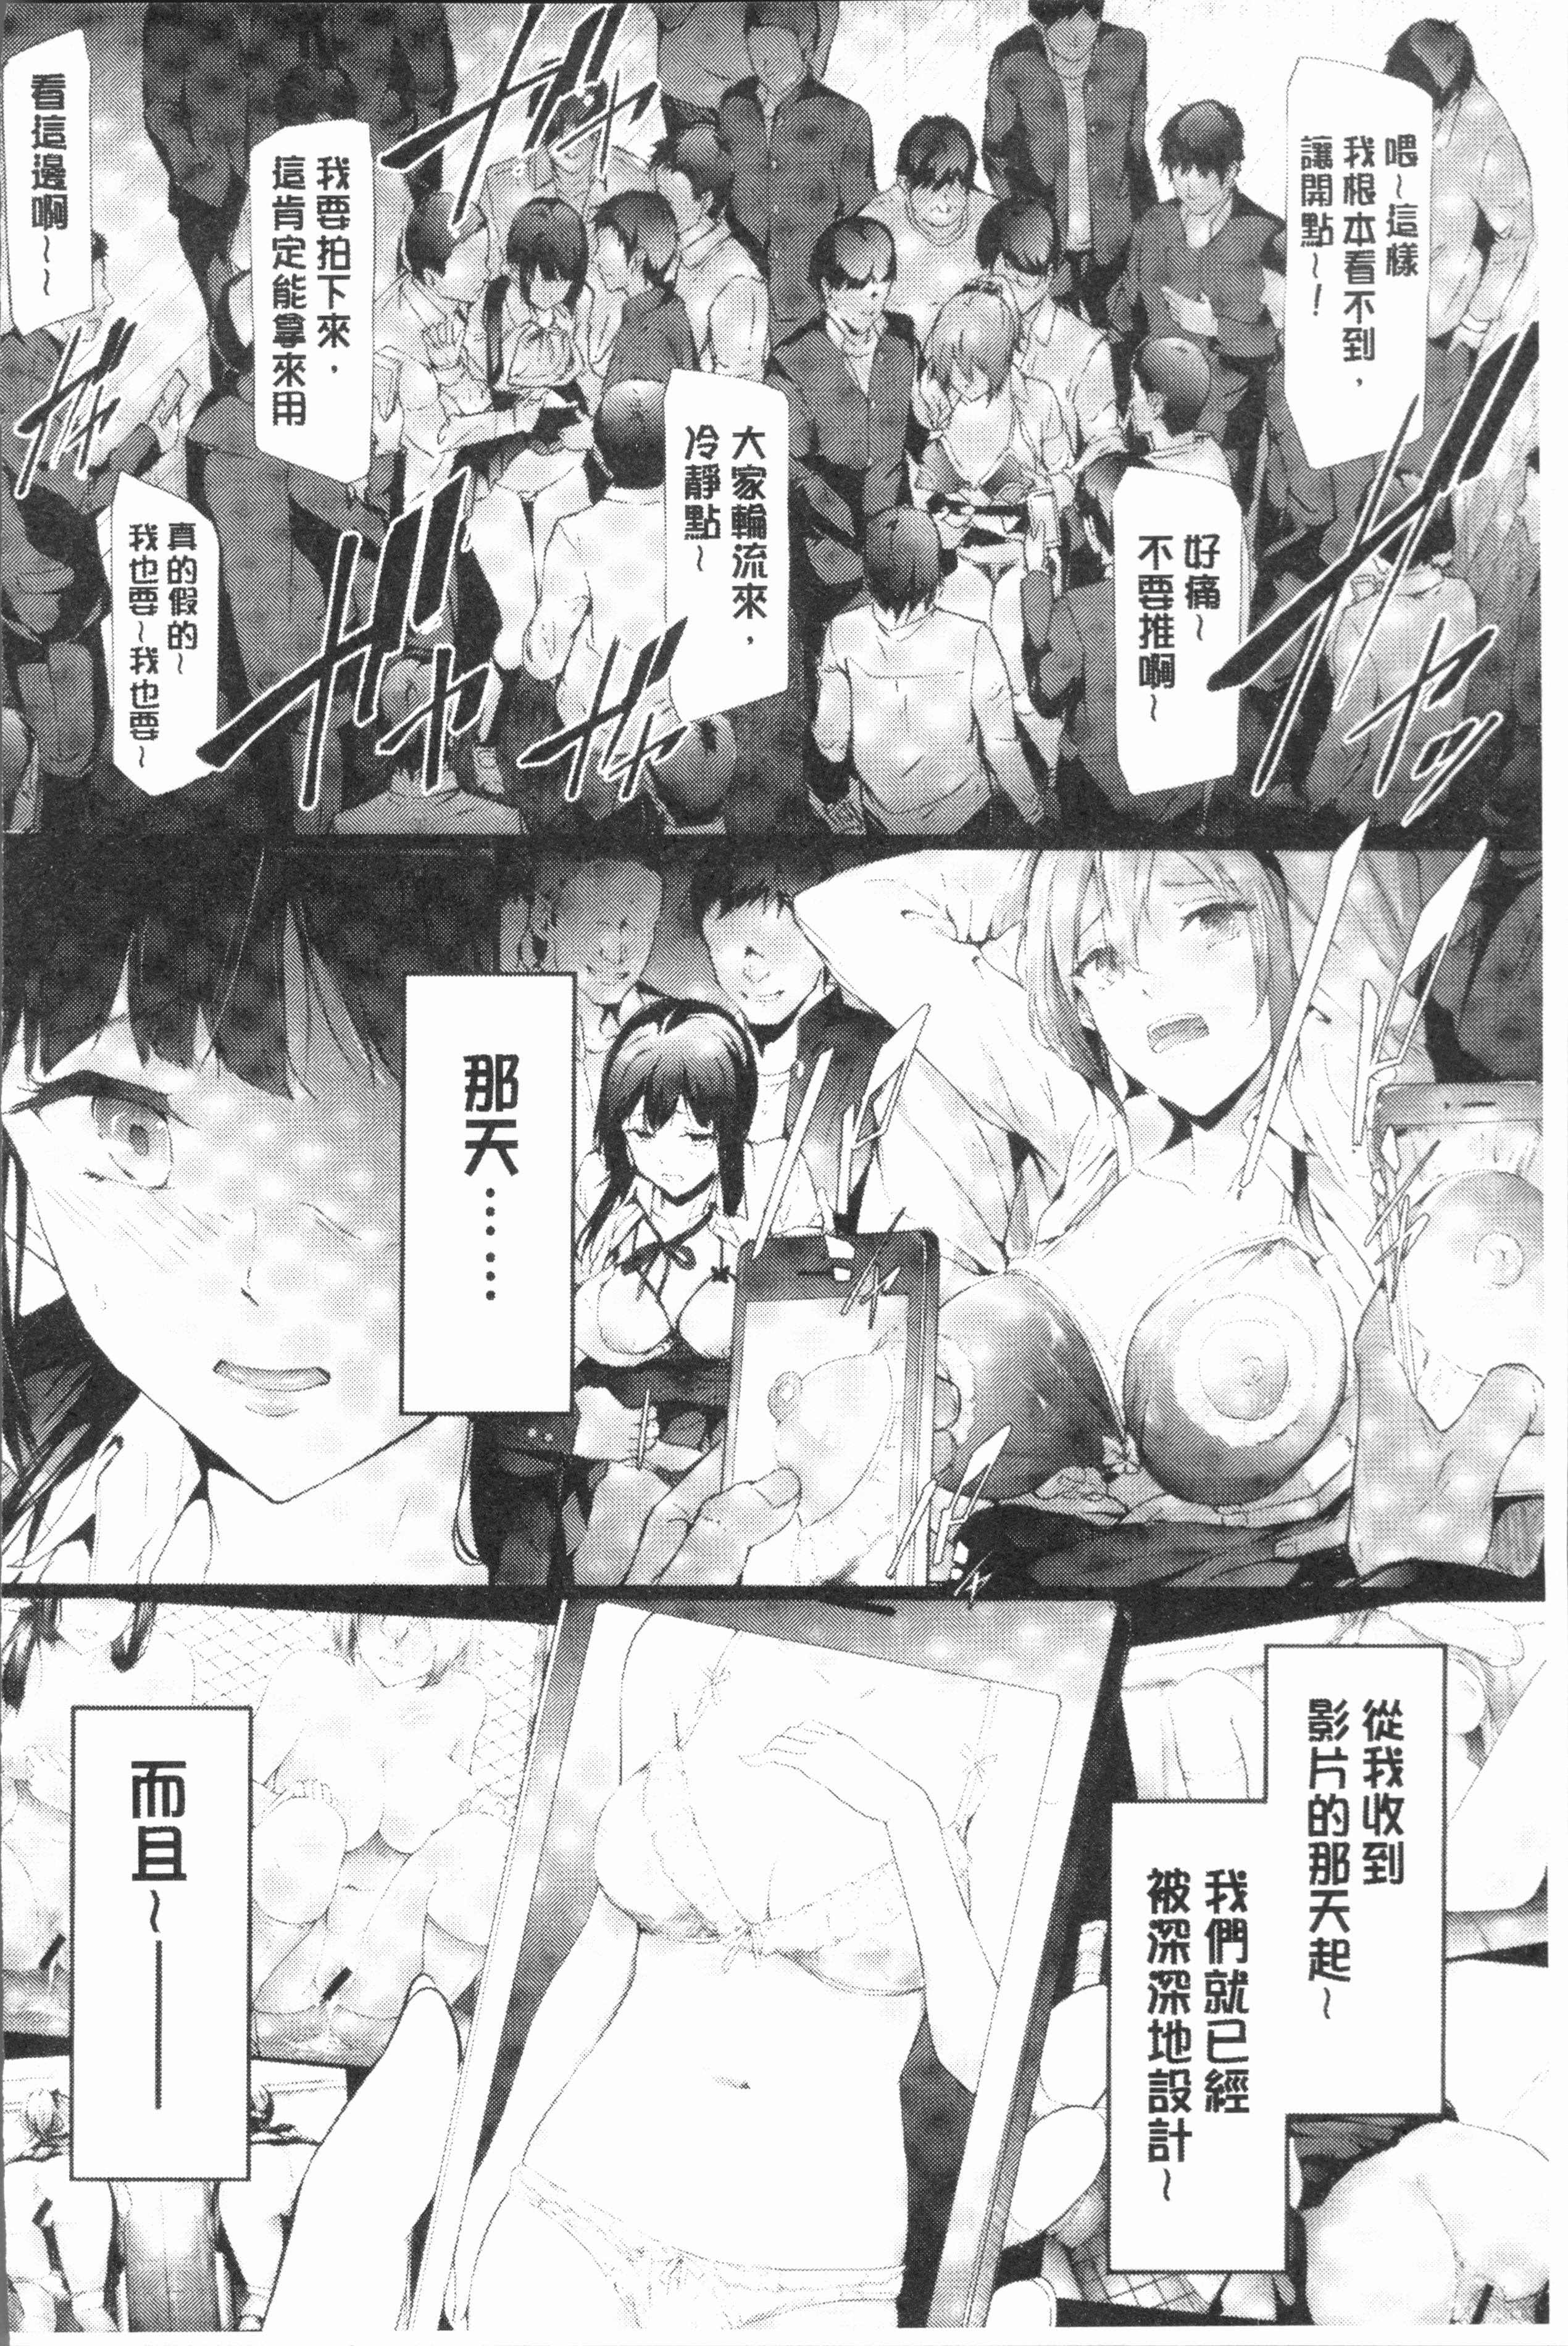 喂～這樣
我根本看不到，
讓開點～！
好痛～
不要推啊～
大家輪流來，
冷靜點～
我要拍下來，
這肯定能拿來用
看這邊啊～～
真的假的～
我也要～我也要～
那天……
從我收到
影片的那天起～
我們就已經
被深深地設計～
而且～——